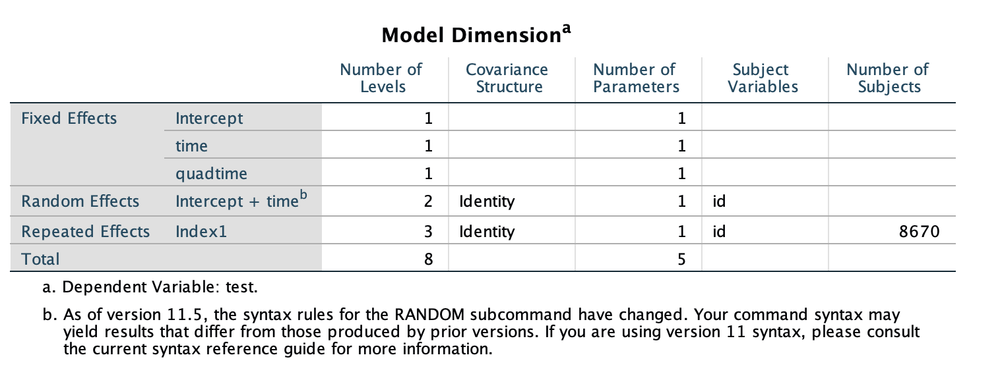 Model Dimensionᵃ
Number of Levels Covariance Structure Number of Parameters Subject Variables Number of Subjects
Fixed Effects Intercept 1 1
time 1 1
quadtime 1 1
Random Effects Intercept + timeᵇ 2 Identity 1 id
Repeated Effects Index1 3 Identity 1 id 8670
Total 8 5
a. Dependent Variable: test.
b. As of version 11.5, the syntax rules for the RANDOM subcommand have changed. Your command syntax may
yield results that differ from those produced by prior versions. If you are using version 11 syntax, please consult
the current syntax reference guide for more information.